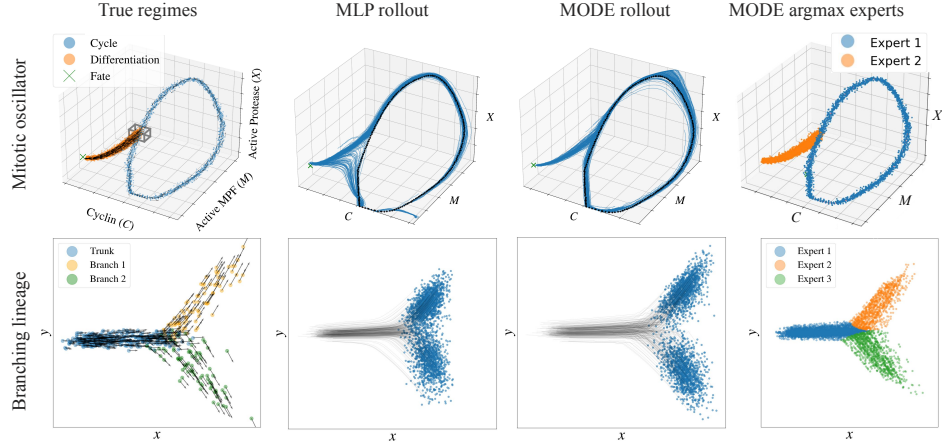 True regimes
MLP rollout
MODE rollout
MODE argmax experts
Mitotic oscillator
Cycle
Differentiation
Fate
Cyclin (C)
Active MPF (M)
Active Protease (X)
C
M
X
C
M
X
Expert 1
Expert 2
C
M
X
Branching lineage
Trunk
Branch 1
Branch 2
y
x
y
x
y
x
Expert 1
Expert 2
Expert 3
y
x